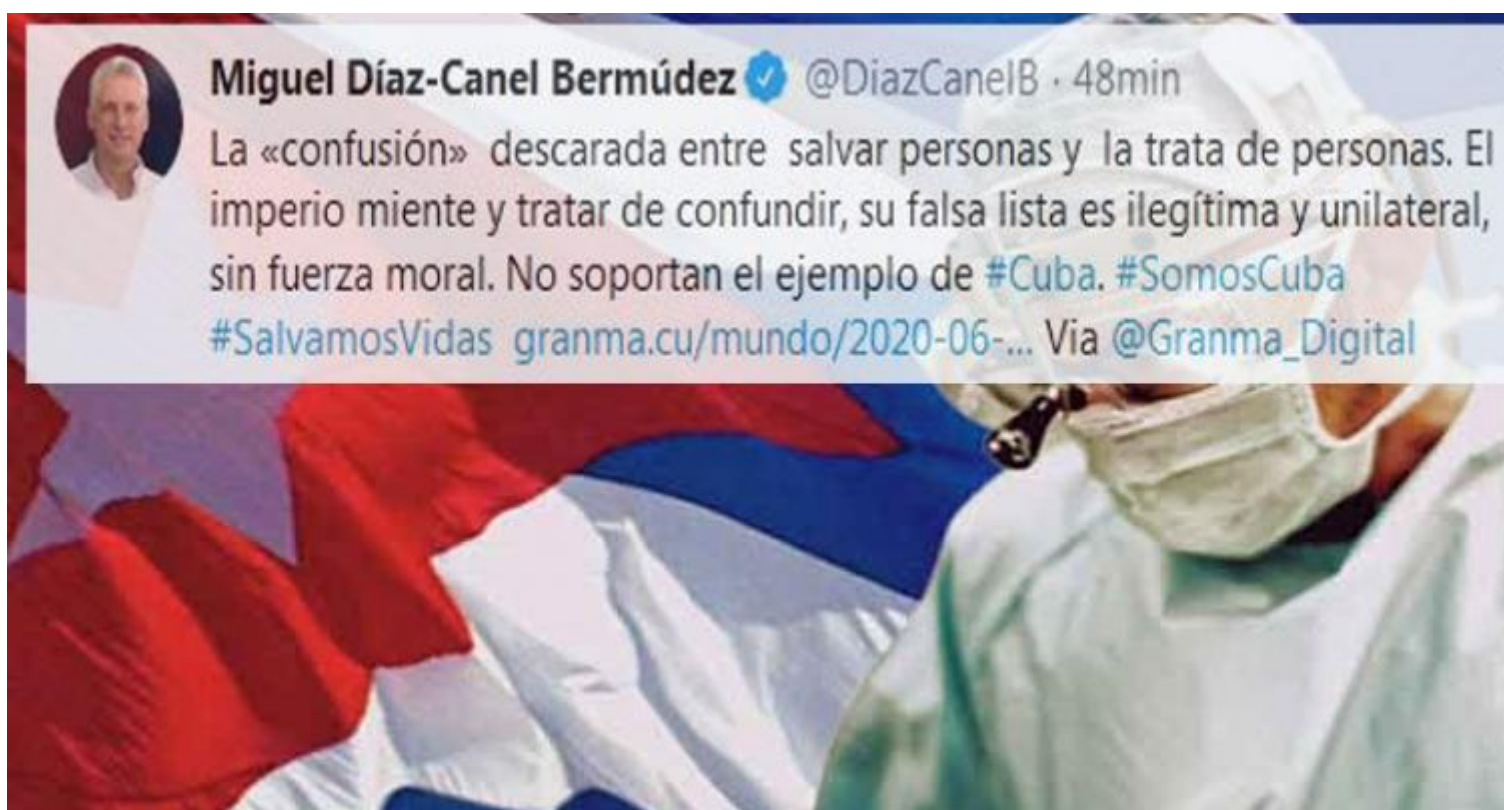 Miguel Díaz-Canel Bermúdez @DiazCanelB · 48min
La «confusión» descarada entre salvar personas y la trata de personas. El
imperio miente y tratar de confundir, su falsa lista es ilegítima y unilateral,
sin fuerza moral. No soportan el ejemplo de #Cuba. #SomosCuba
#SalvamosVidas granma.cu/mundo/2020-06-... Via @Granma_Digital